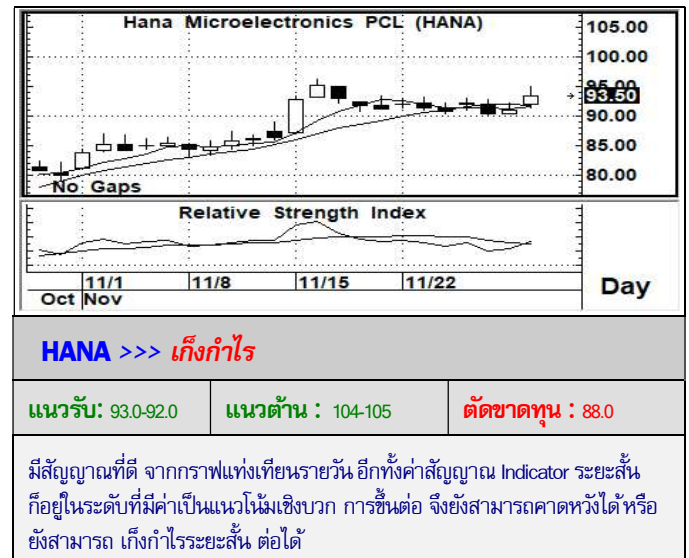 Hana Microelectronics PCL (HANA)
105.00
100.00
95.00
93.50
90.00
85.00
80.00
No Gaps
Relative Strength Index
11/1 11/8 11/15 11/22
Oct Nov
Day
HANA >>> เก็งกำไร
แนวรับ: 93.0-92.0 แนวต้าน : 104-105 ตัดขาดทุน : 88.0
มีสัญญาณที่ดี จากกราฟแท่งเทียนรายวัน อีกทั้งค่าสัญญาณ Indicator ระยะสั้น
ก็อยู่ในระดับที่มีค่าเป็นแนวโน้มเชิงบวก การขึ้นต่อ จึงยังสามารถคาดหวังได้ หรือ
ยังสามารถ เก็งกำไรระยะสั้น ต่อได้